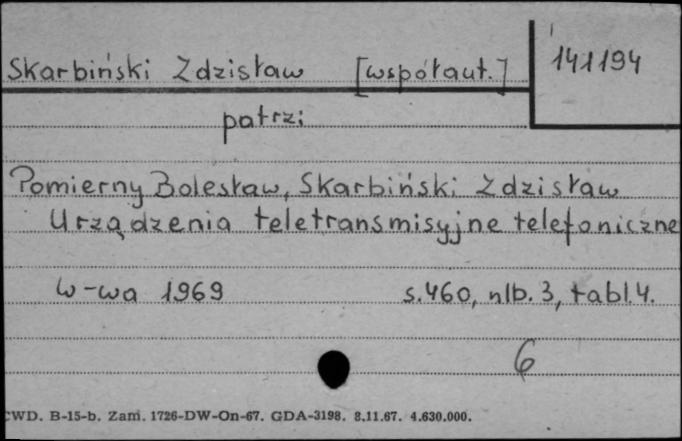 Skarbiński Zdzisław [współaut.] 141194
patrz:
Pomierny Bolesław, Skarbiński Zdzisław
Urządzenia teletransmisyjne telefoniczne
W-wa 1969 s.460, nlb. 3, tabl.4.
6
CWD. B-15-b. Zam. 1726-DW-On-67. GDA-3198. 8.11.67. 4.630.000.